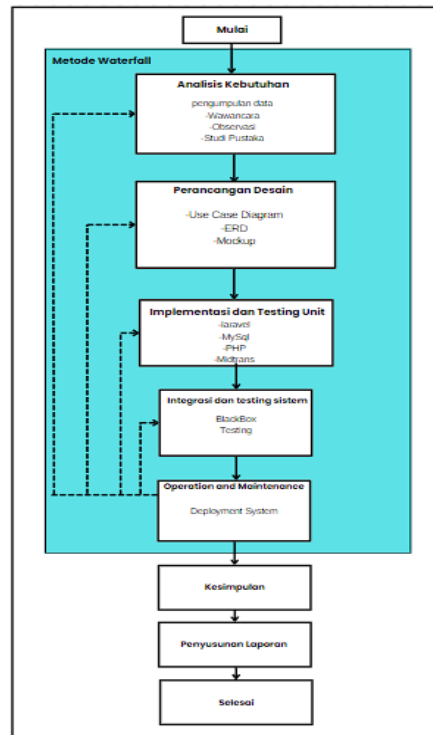 Mulai
Metode Waterfall
Analisis Kebutuhan
pengumpulan data
-Wawancara
-Observasi
-Studi Pustaka
Perancangan Desain
-Use Case Diagram
-ERD
-Mockup
Implementasi dan Testing Unit
-laravel
-MySql
-PHP
-Midtrans
Integrasi dan testing sistem
BlackBox
Testing
Operation and Maintenance
Deployment System
Kesimpulan
Penyusunan Laporan
Selesai